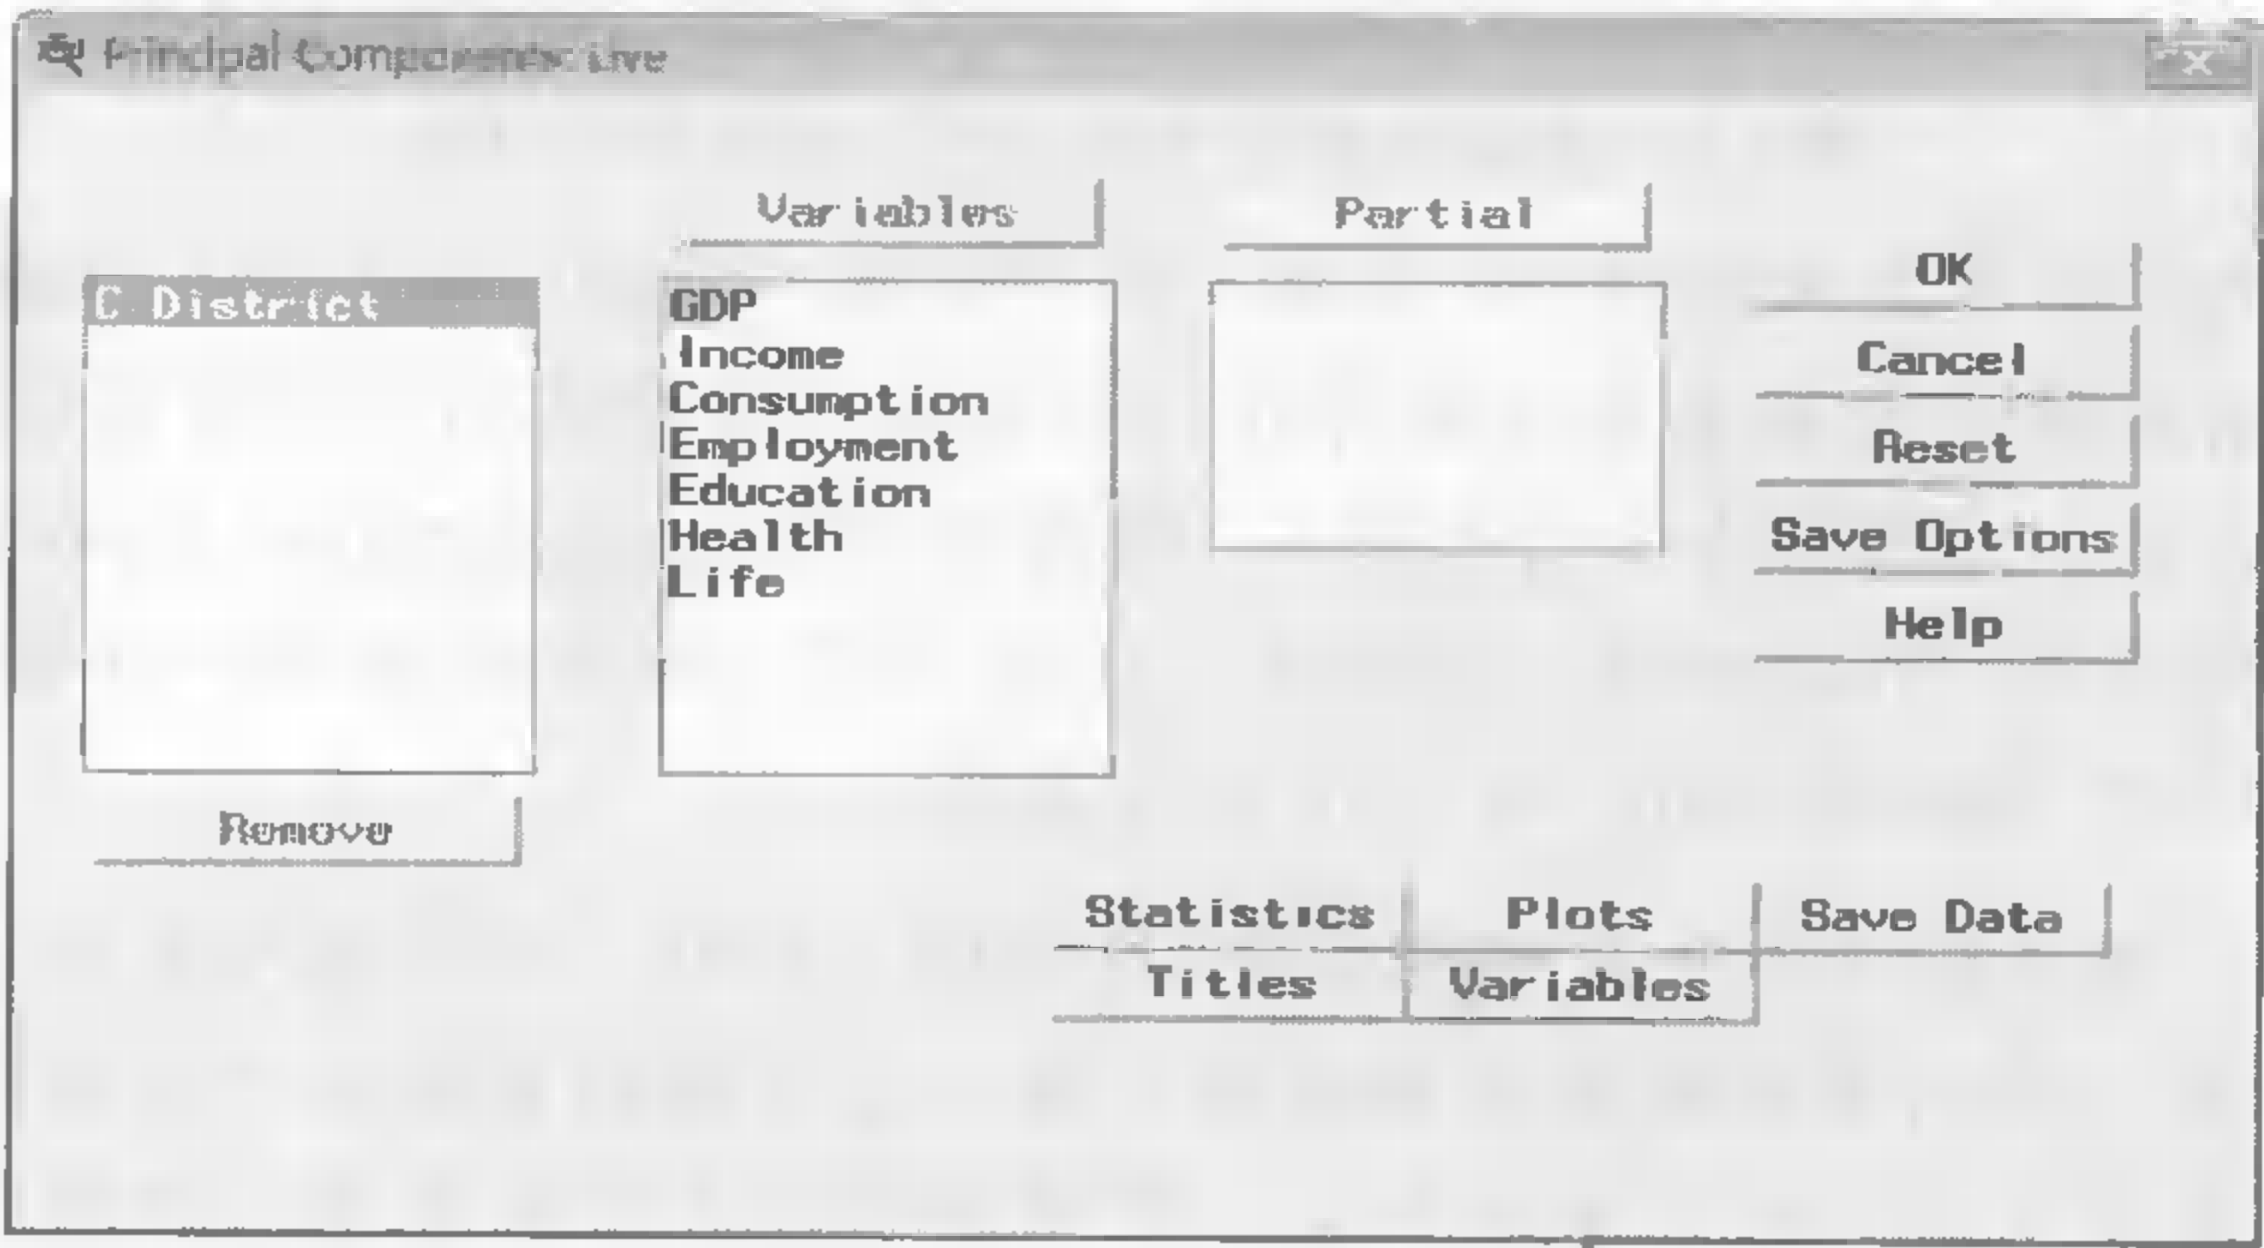 Principal Components: Live
Variables
Partial
C District
GDP
Income
Consumption
Employment
Education
Health
Life
OK
Cancel
Reset
Save Options
Help
Remove
Statistics
Plots
Save Data
Titles
Variables